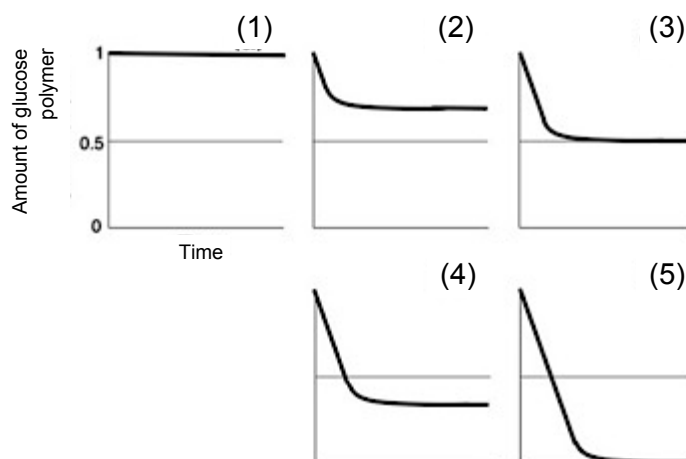 (1)
(2)
(3)
Amount of glucose
polymer
1
0.5
0
Time
(4)
(5)